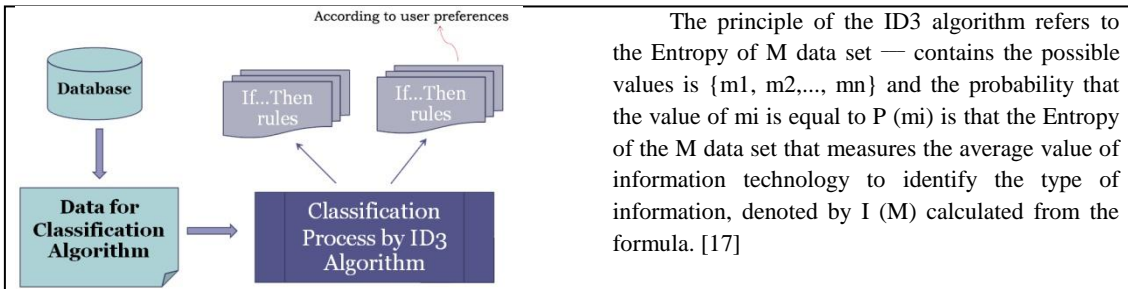 According to user preferences
Database
If...Then
rules
If...Then
rules
Data for
Classification
Algorithm
Classification
Process by ID3
Algorithm
The principle of the ID3 algorithm refers to
the Entropy of M data set — contains the possible
values is {m1, m2,..., mn} and the probability that
the value of mi is equal to P (mi) is that the Entropy
of the M data set that measures the average value of
information technology to identify the type of
information, denoted by I (M) calculated from the
formula. [17]